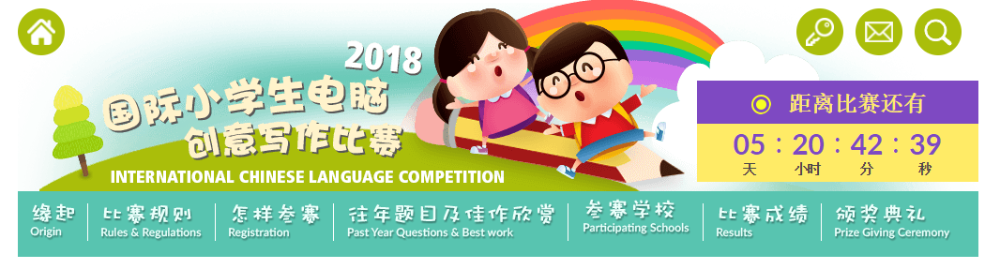 2018
国际小学生电脑
创意写作比赛
INTERNATIONAL CHINESE LANGUAGE COMPETITION
距离比赛还有
05 : 20 : 42 : 39
天 小时 分 秒
缘起 比赛规则 怎样参赛 往年题目及佳作欣赏 参赛学校 比赛成绩 颁奖典礼
Origin Rules & Regulations Registration Past Year Questions & Best work Participating Schools Results Prize Giving Ceremony